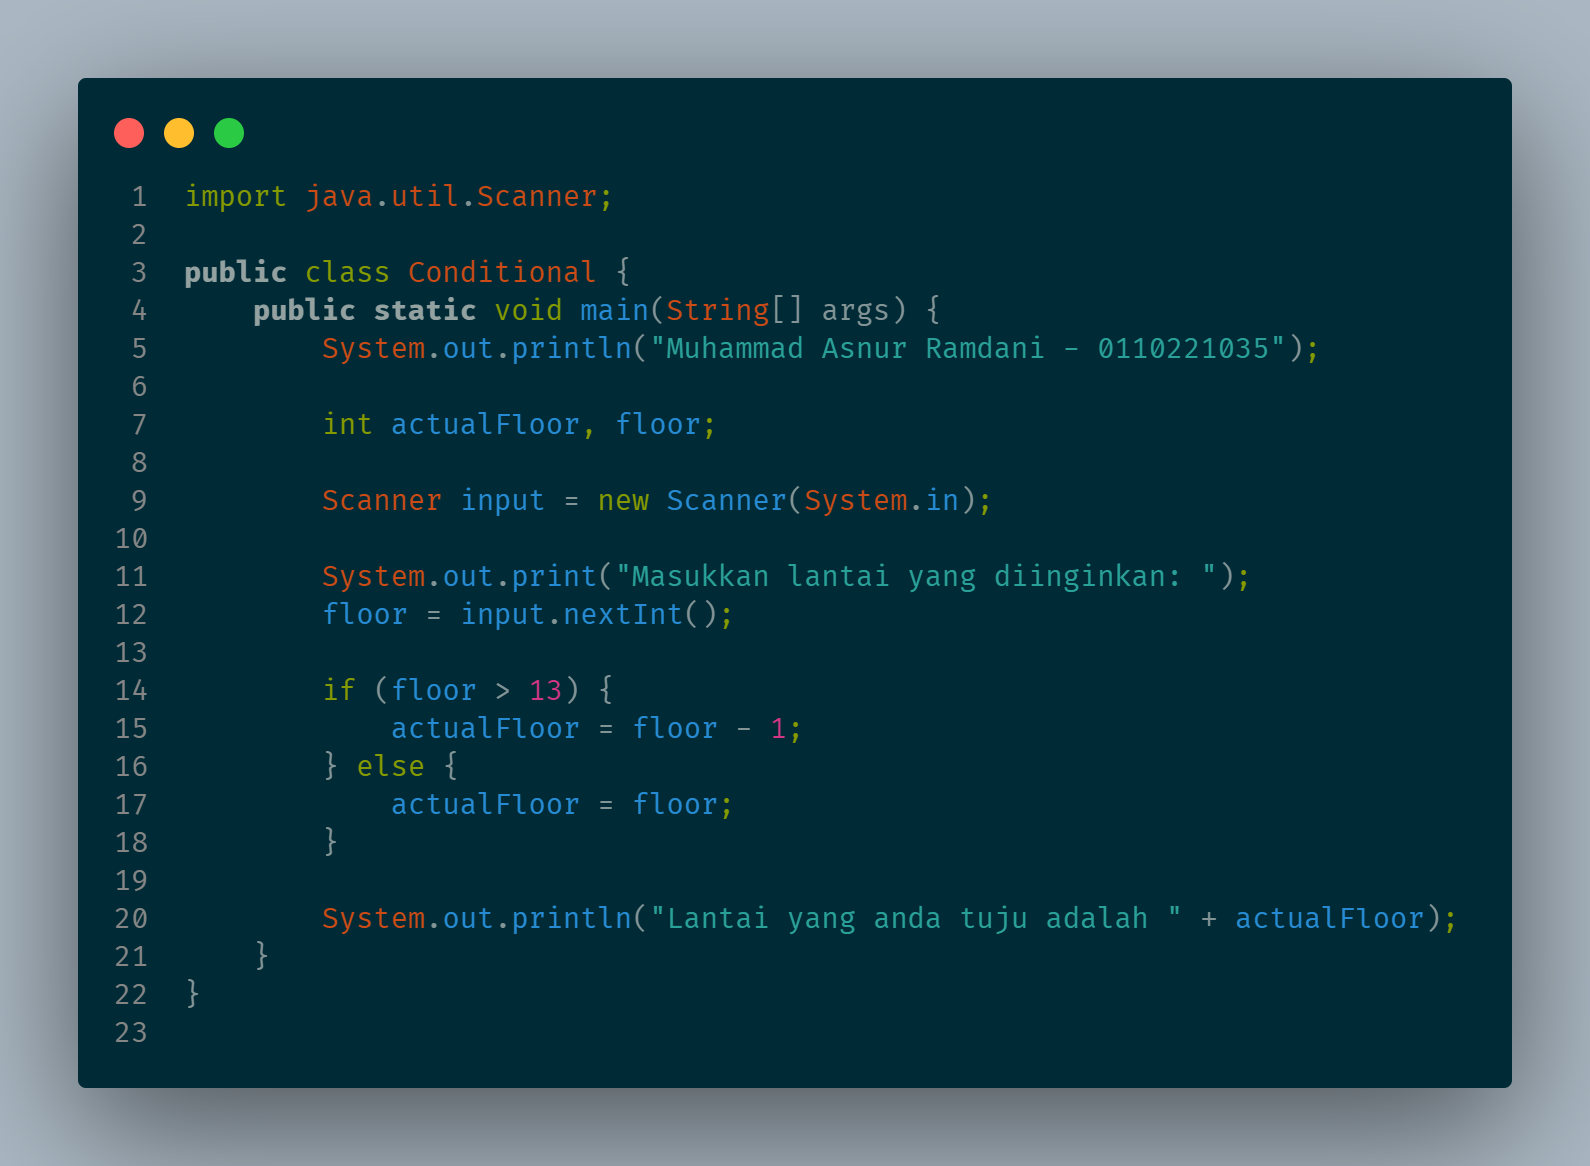 1 import java.util.Scanner;
2
3 public class Conditional {
4     public static void main(String[] args) {
5         System.out.println("Muhammad Asnur Ramdani - 0110221035");
6
7         int actualFloor, floor;
8
9         Scanner input = new Scanner(System.in);
10
11         System.out.print("Masukkan lantai yang diinginkan: ");
12         floor = input.nextInt();
13
14         if (floor > 13) {
15             actualFloor = floor - 1;
16         } else {
17             actualFloor = floor;
18         }
19
20         System.out.println("Lantai yang anda tuju adalah " + actualFloor);
21     }
22 }
23